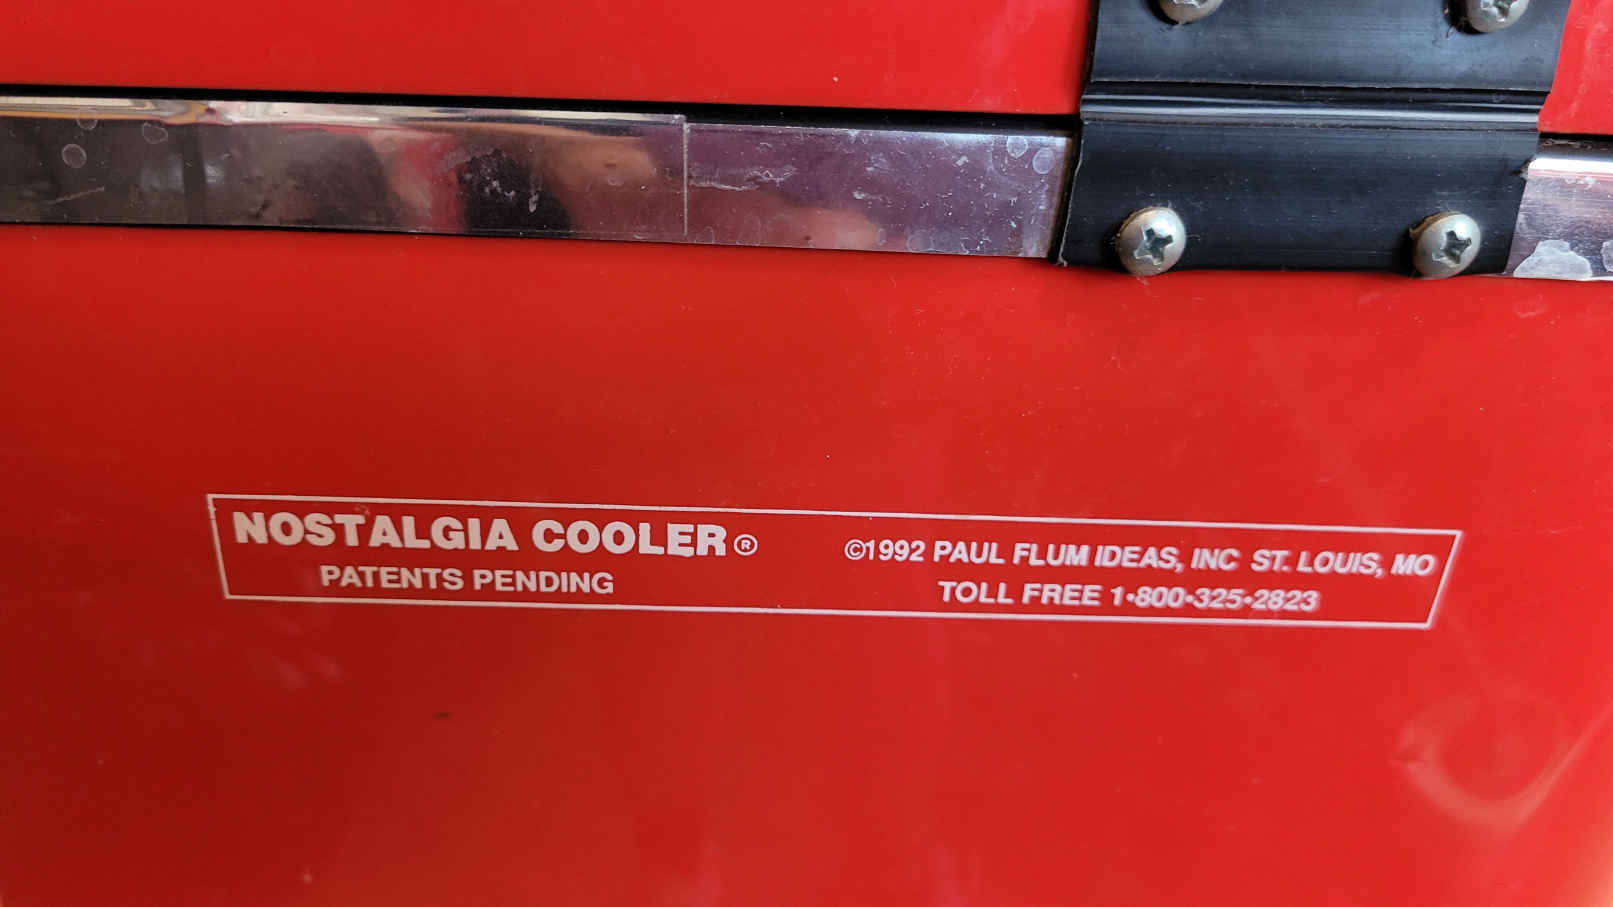 NOSTALGIA COOLER®
PATENTS PENDING
©1992 PAUL FLUM IDEAS, INC ST. LOUIS, MO
TOLL FREE 1•800•325•2823